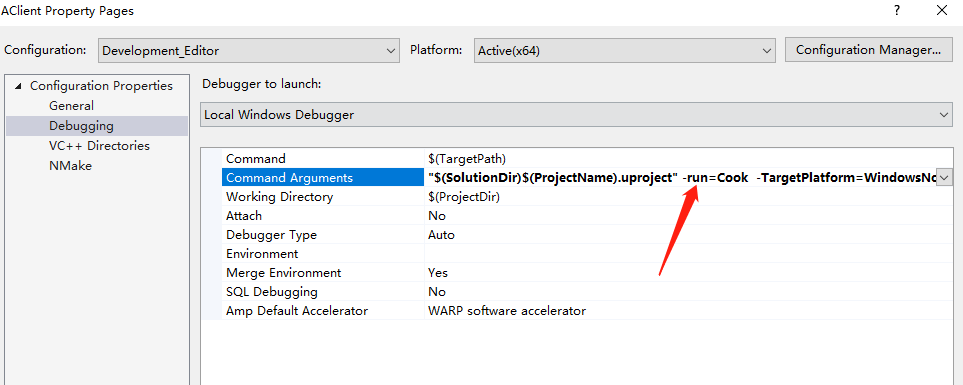 AClient Property Pages
Configuration: Development_Editor Platform: Active(x64) Configuration Manager...
Configuration Properties
General
Debugging
VC++ Directories
NMake
Debugger to launch:
Local Windows Debugger
Command $(TargetPath)
Command Arguments "$(SolutionDir)$(ProjectName).uproject" -run=Cook -TargetPlatform=WindowsNo
Working Directory $(ProjectDir)
Attach No
Debugger Type Auto
Environment
Merge Environment Yes
SQL Debugging No
Amp Default Accelerator WARP software accelerator